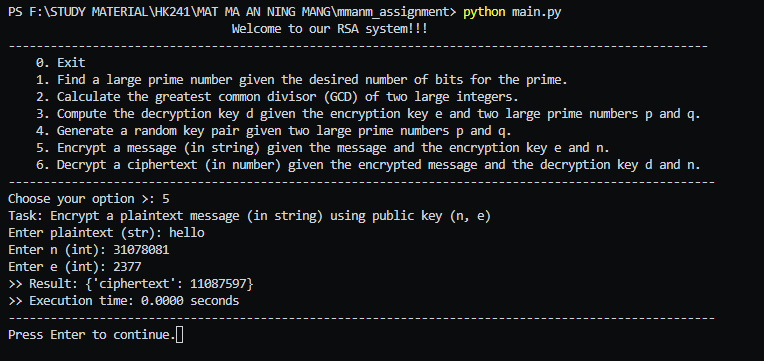 PS F:\STUDY MATERIAL\HK241\MAT MA AN NING MANG\mmanm_assignment> python main.py
Welcome to our RSA system!!!
--------------------------------------------------------------------------------
0. Exit
1. Find a large prime number given the desired number of bits for the prime.
2. Calculate the greatest common divisor (GCD) of two large integers.
3. Compute the decryption key d given the encryption key e and two large prime numbers p and q.
4. Generate a random key pair given two large prime numbers p and q.
5. Encrypt a message (in string) given the message and the encryption key e and n.
6. Decrypt a ciphertext (in number) given the encrypted message and the decryption key d and n.
---------------------------------------------------------------------------------
Choose your option >: 5
Task: Encrypt a plaintext message (in string) using public key (n, e)
Enter plaintext (str): hello
Enter n (int): 31078081
Enter e (int): 2377
>> Result: {'ciphertext': 11087597}
>> Execution time: 0.0000 seconds
---------------------------------------------------------------------------------
Press Enter to continue.